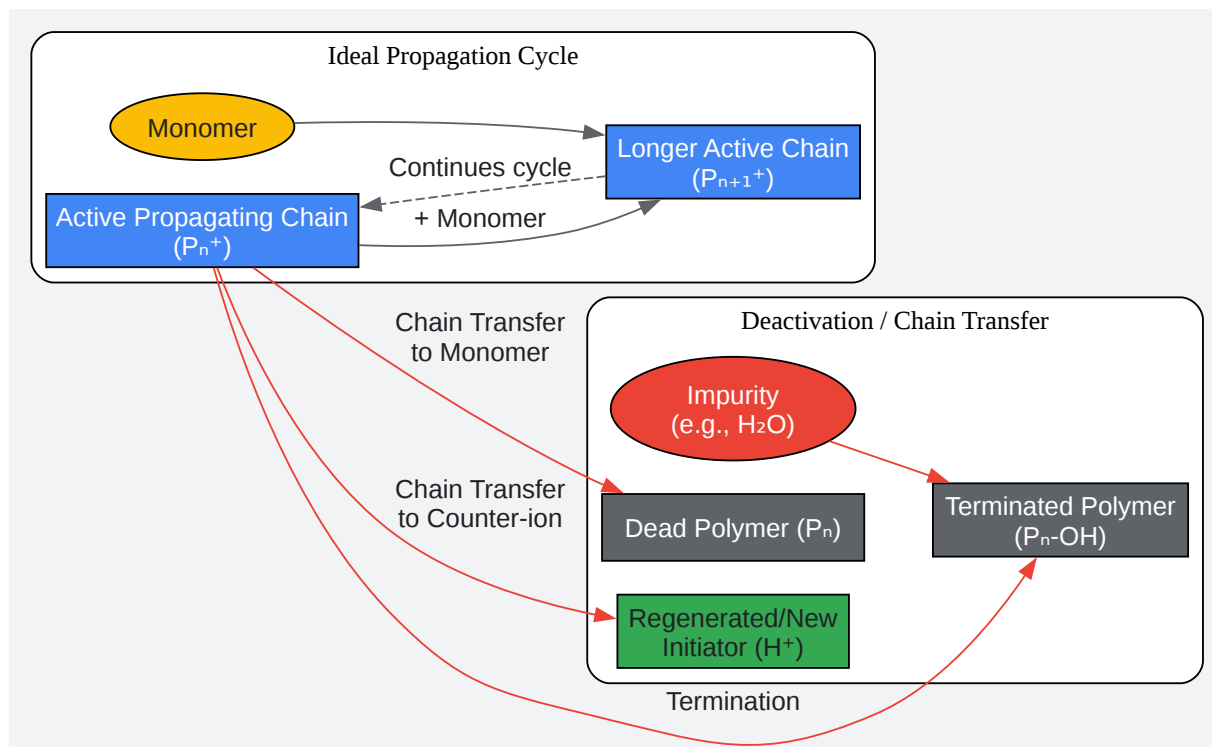 Ideal Propagation Cycle
Monomer
Longer Active Chain
(Pₙ₊₁⁺)
Continues cycle
Active Propagating Chain
(Pₙ⁺)
+ Monomer
Chain Transfer
to Monomer
Deactivation / Chain Transfer
Impurity
(e.g., H₂O)
Chain Transfer
to Counter-ion
Dead Polymer (Pₙ)
Terminated Polymer
(Pₙ-OH)
Regenerated/New
Initiator (H⁺)
Termination